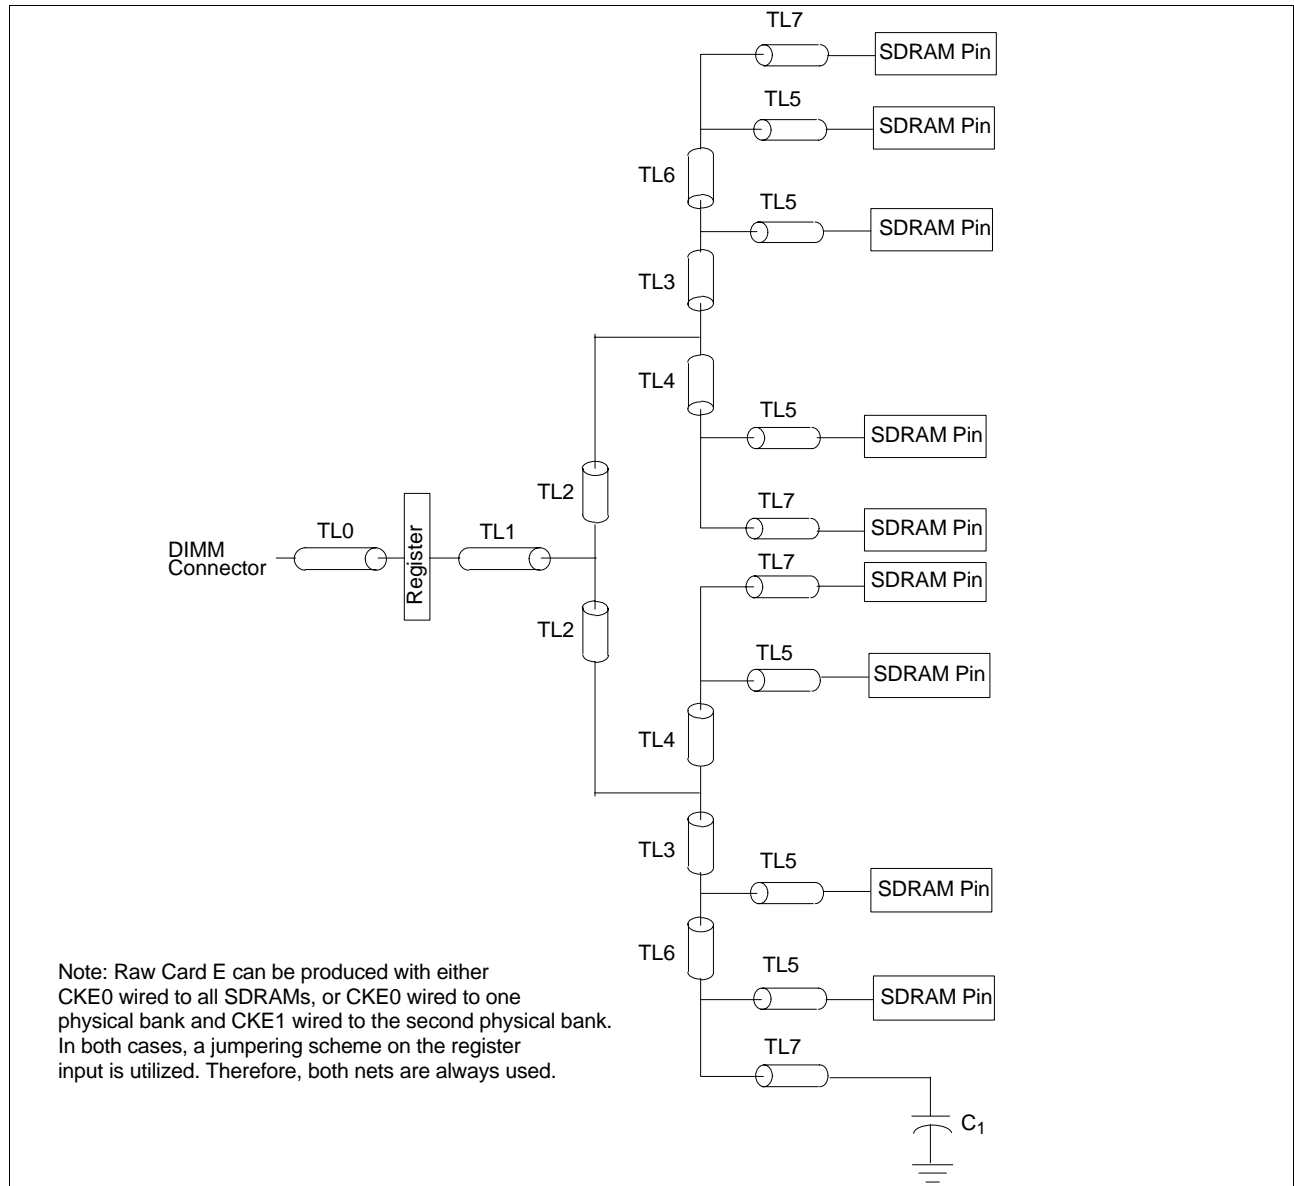 TL7
SDRAM Pin
TL5
SDRAM Pin
TL6
TL5
SDRAM Pin
TL3
TL4
TL5
SDRAM Pin
TL2
TL7
SDRAM Pin
DIMM
Connector
TL0
Register
TL1
TL7
SDRAM Pin
TL2
TL5
SDRAM Pin
TL4
TL3
TL5
SDRAM Pin
TL6
TL5
SDRAM Pin
Note: Raw Card E can be produced with either
CKE0 wired to all SDRAMs, or CKE0 wired to one
physical bank and CKE1 wired to the second physical bank.
In both cases, a jumpering scheme on the register
input is utilized. Therefore, both nets are always used.
TL7
C1